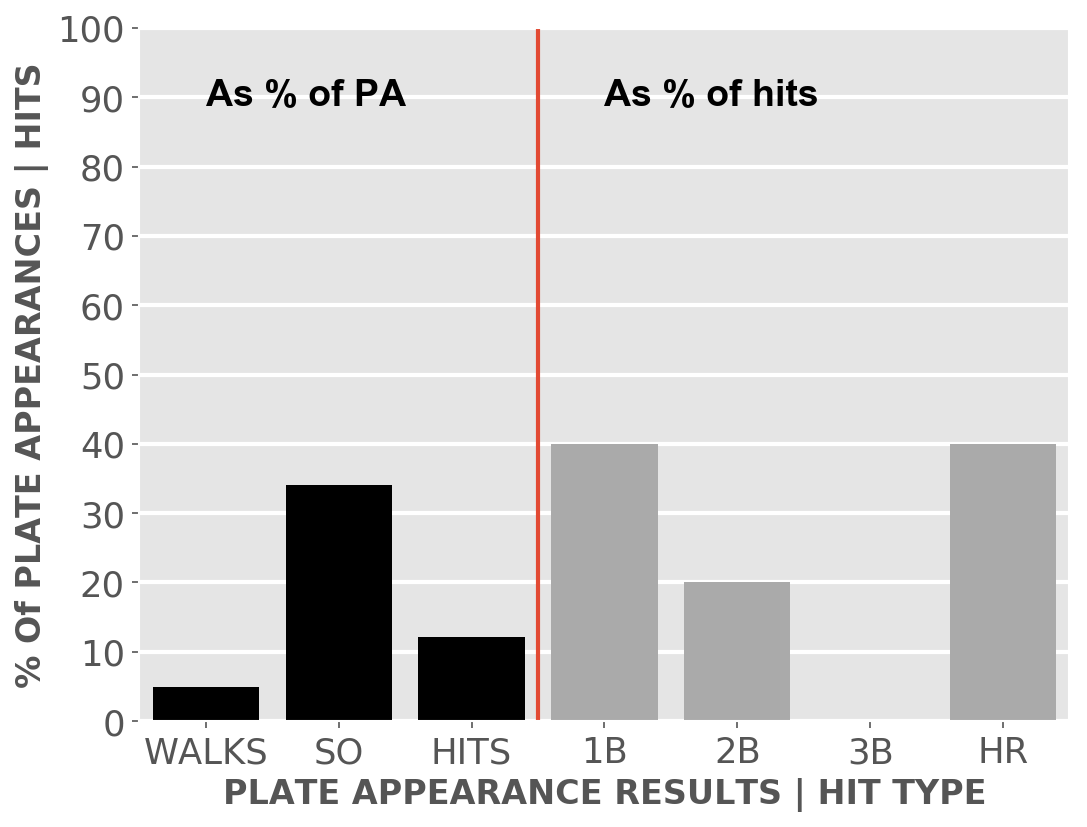 % Of PLATE APPEARANCES | HITS
100
90
80
70
60
50
40
30
20
10
0
As % of PA
As % of hits
WALKS SO HITS 1B 2B 3B HR
PLATE APPEARANCE RESULTS | HIT TYPE